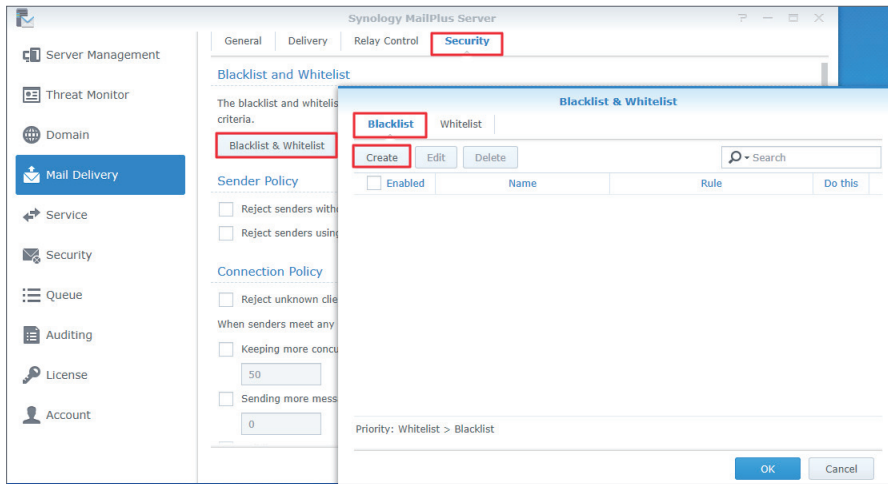 Synology MailPlus Server
Server Management
Threat Monitor
Domain
Mail Delivery
Service
Security
Queue
Auditing
License
Account
General Delivery Relay Control Security
Blacklist and Whitelist
The blacklist and whitelis
criteria.
Blacklist & Whitelist
Sender Policy
Reject senders with
Reject senders using
Connection Policy
Reject unknown clie
When senders meet any
Keeping more concu
50
Sending more mess
0
Blacklist & Whitelist
Blacklist Whitelist
Create Edit Delete Search
Enabled Name Rule Do this
Priority: Whitelist > Blacklist
OK Cancel